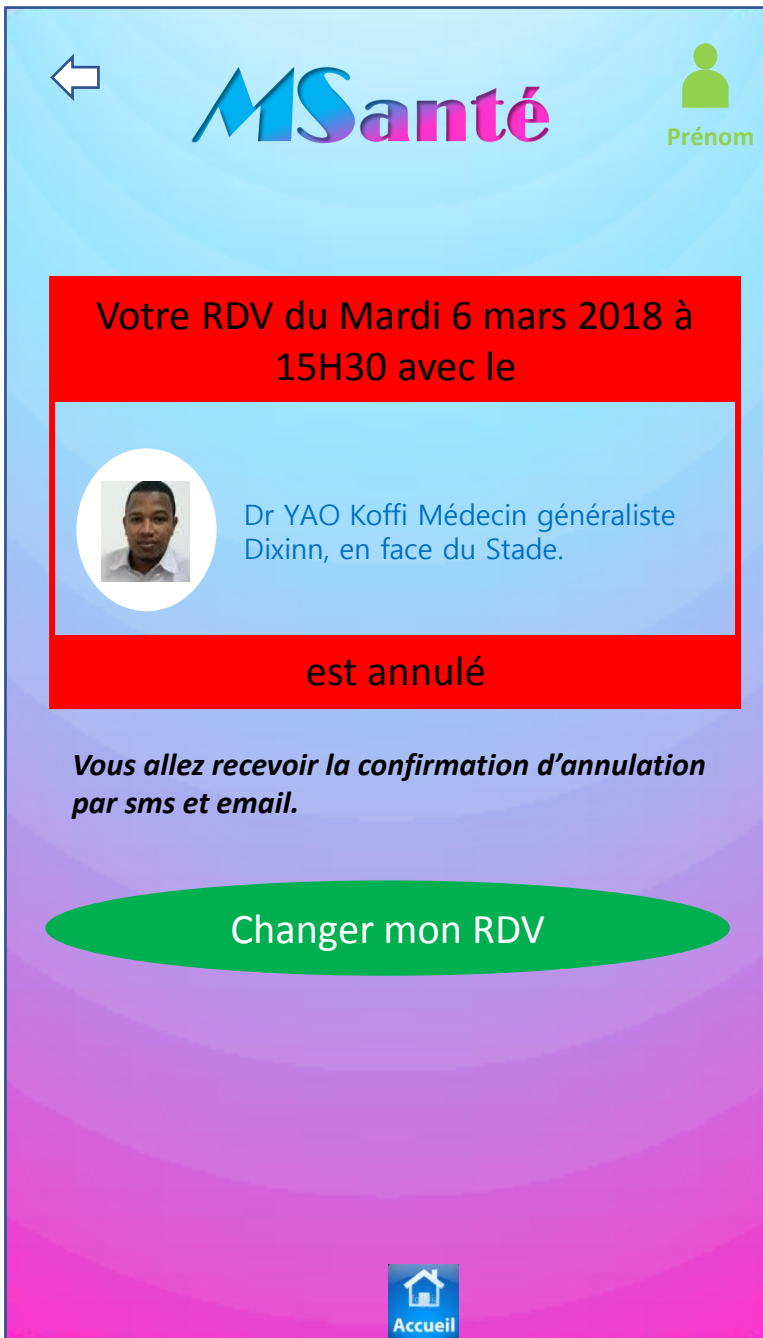 MSanté
Prénom
Votre RDV du Mardi 6 mars 2018 à
15H30 avec le
Dr YAO Koffi Médecin généraliste
Dixinn, en face du Stade.
est annulé
Vous allez recevoir la confirmation d’annulation
par sms et email.
Changer mon RDV
Accueil